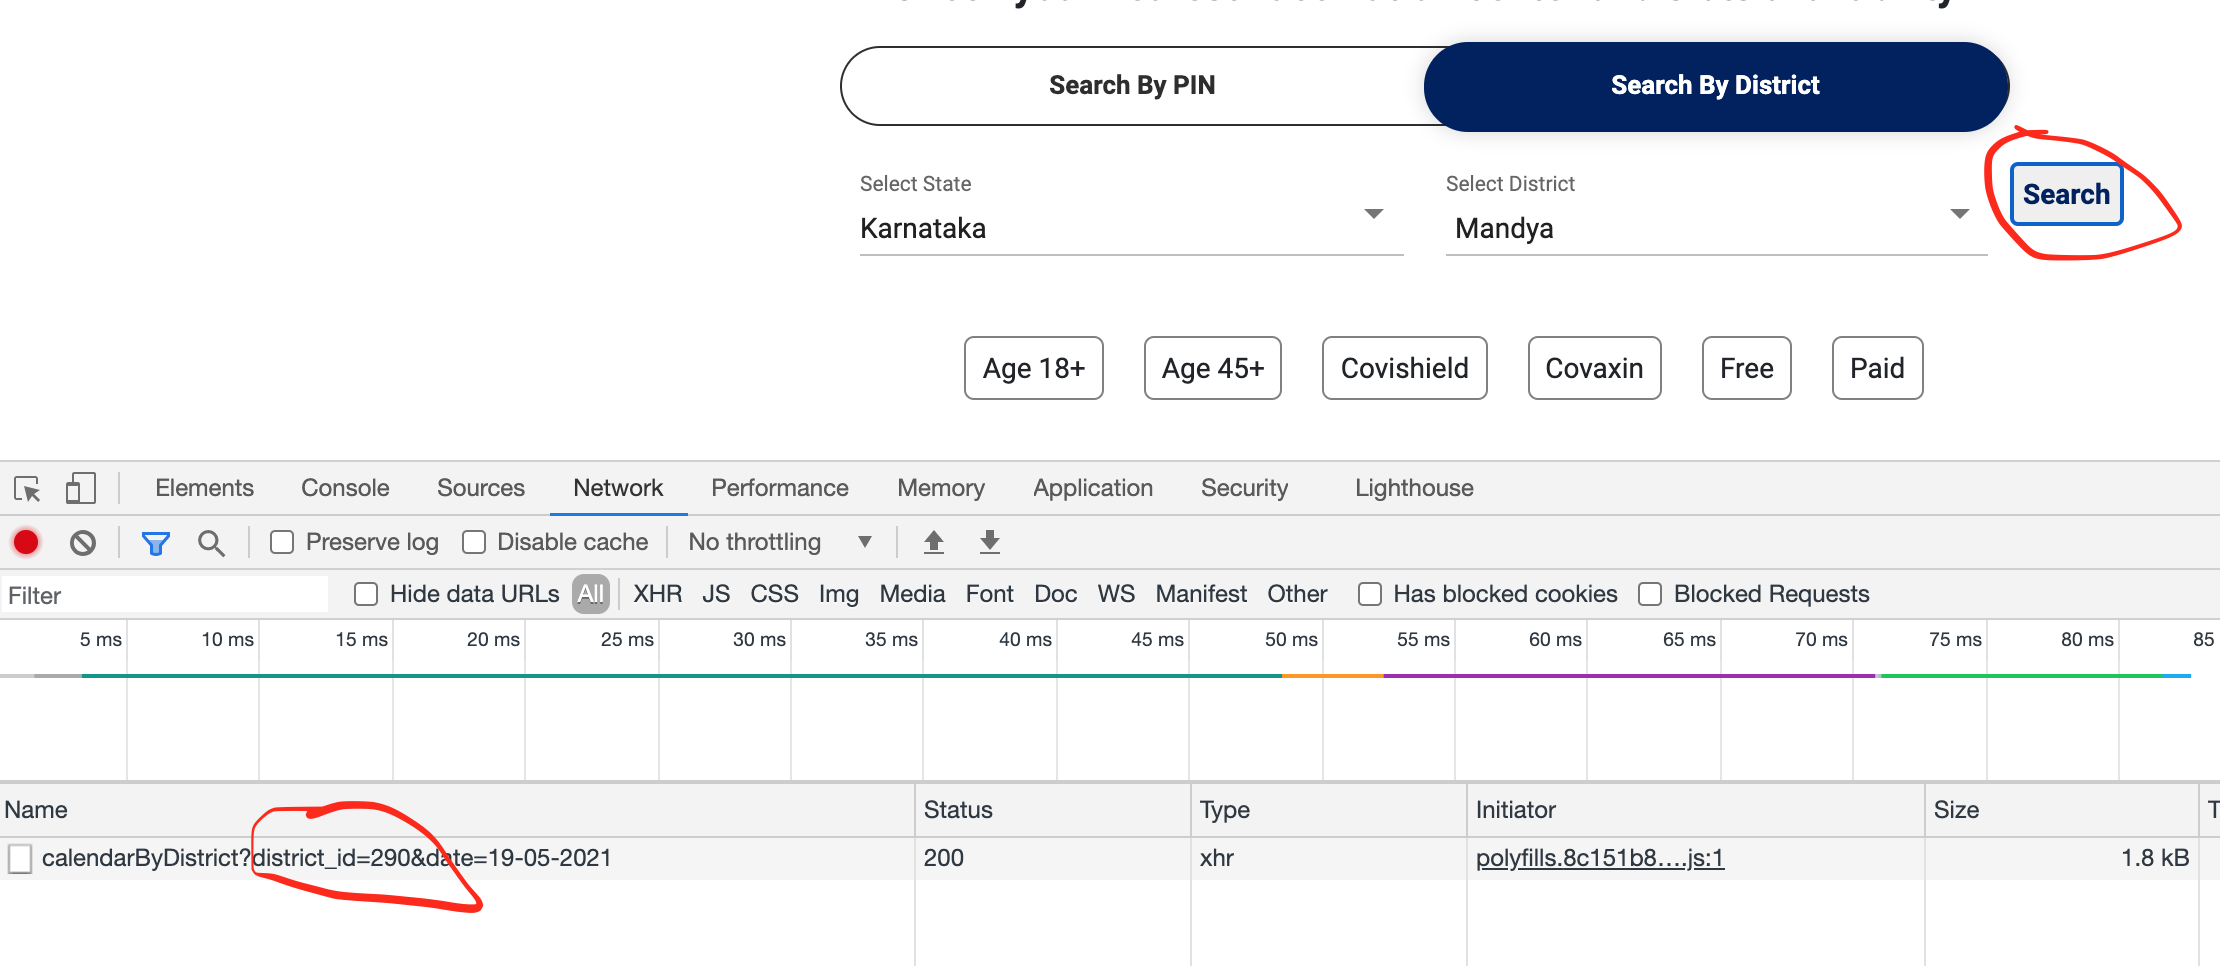 Search By PIN Search By District
Select State Select District Search
Karnataka Mandya
Age 18+ Age 45+ Covishield Covaxin Free Paid
Elements Console Sources Network Performance Memory Application Security Lighthouse
Preserve log Disable cache No throttling
Filter Hide data URLs All XHR JS CSS Img Media Font Doc WS Manifest Other Has blocked cookies Blocked Requests
5 ms 10 ms 15 ms 20 ms 25 ms 30 ms 35 ms 40 ms 45 ms 50 ms 55 ms 60 ms 65 ms 70 ms 75 ms 80 ms 85
Name Status Type Initiator Size T
calendarByDistrict?district_id=290&date=19-05-2021 200 xhr polyfills.8c151b8....js:1 1.8 kB